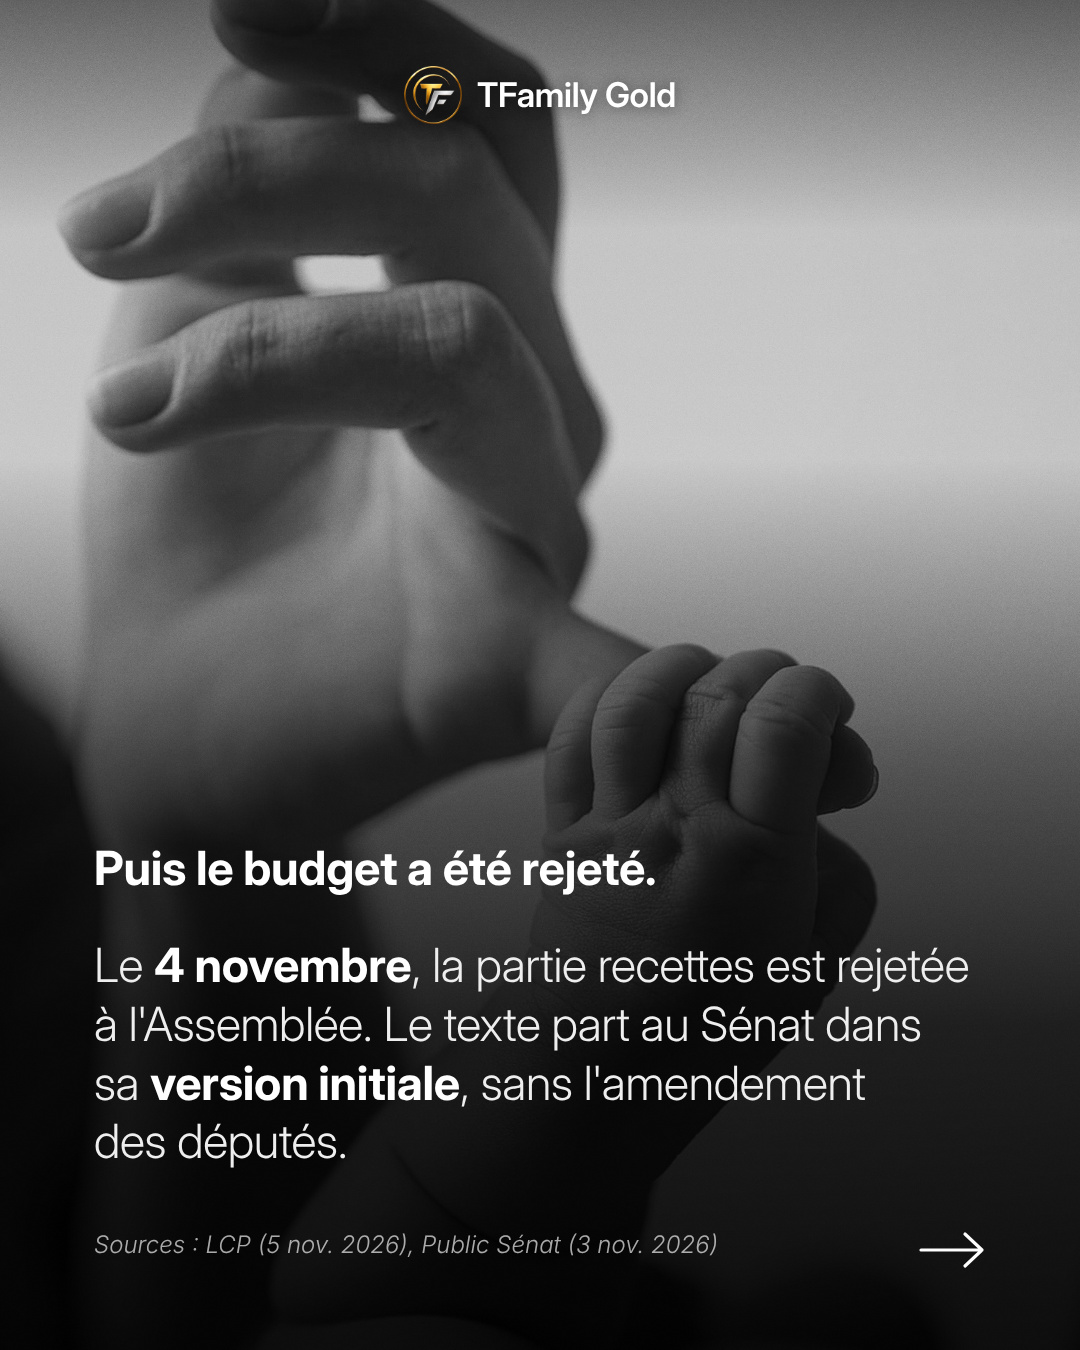 TFamily Gold
Puis le budget a été rejeté.
Le 4 novembre, la partie recettes est rejetée
à l'Assemblée. Le texte part au Sénat dans
sa version initiale, sans l'amendement
des députés.
Sources : LCP (5 nov. 2026), Public Sénat (3 nov. 2026)